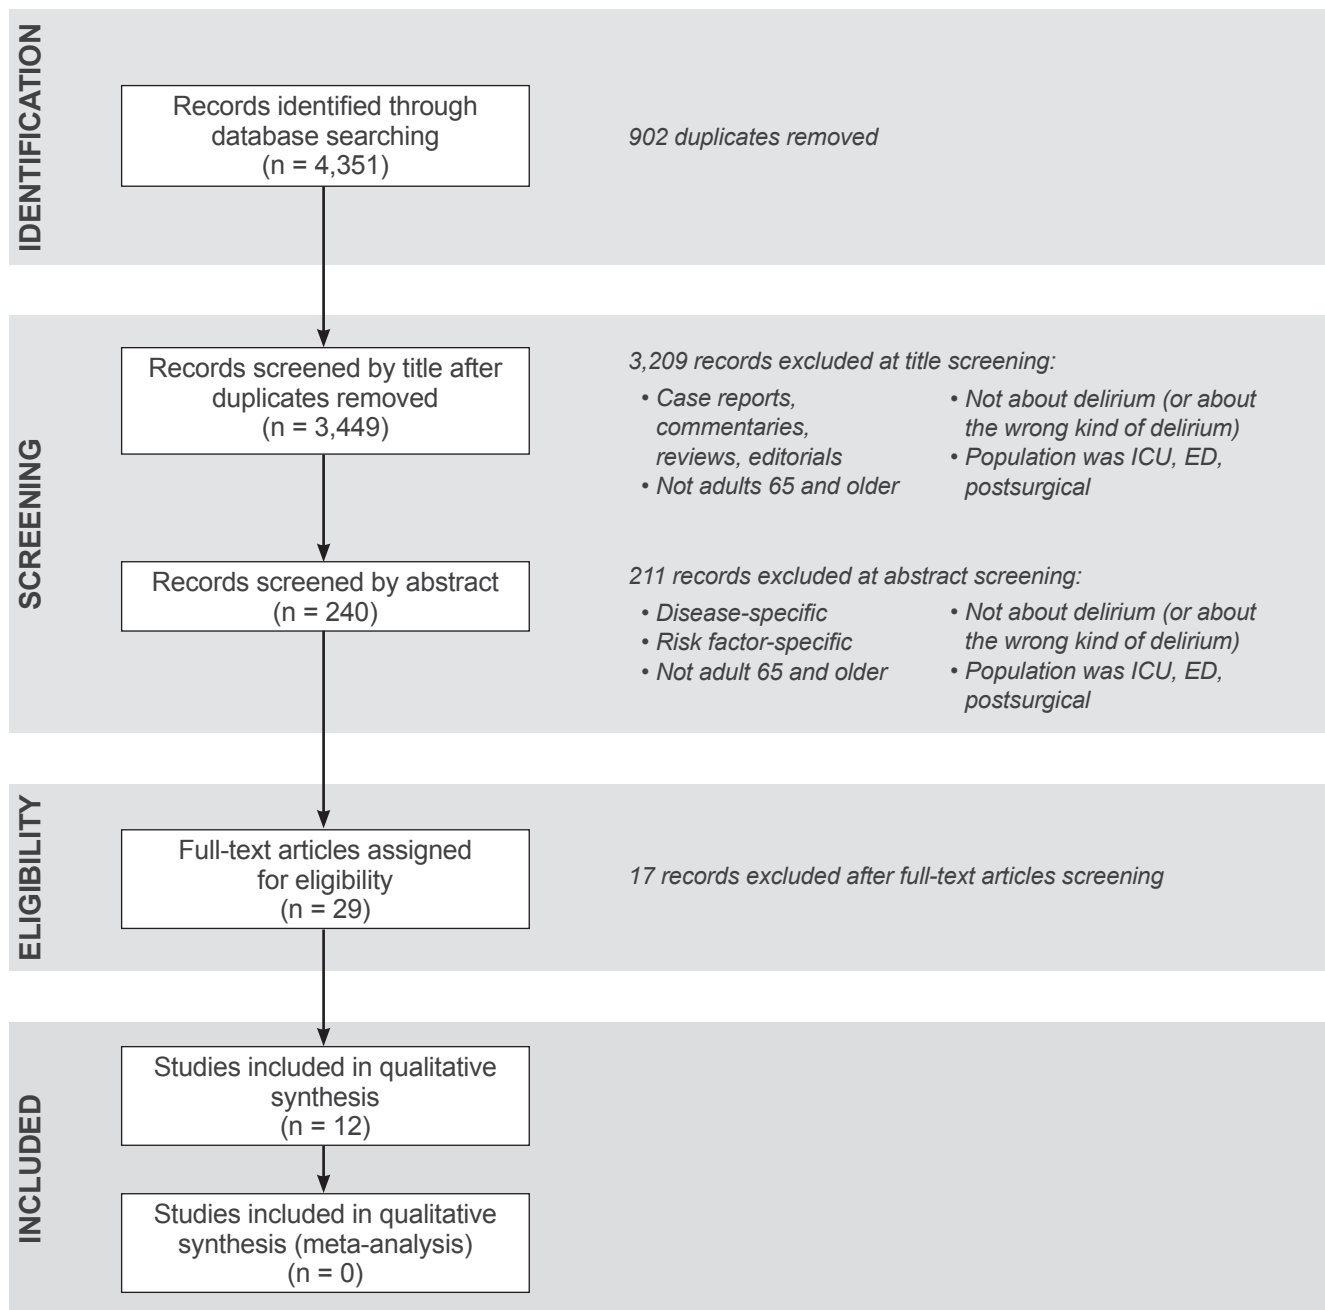 IDENTIFICATION
Records identified through
database searching
(n = 4,351)
902 duplicates removed
SCREENING
Records screened by title after
duplicates removed
(n = 3,449)
3,209 records excluded at title screening:
• Case reports,
commentaries,
reviews, editorials
• Not adults 65 and older
• Not about delirium (or about
the wrong kind of delirium)
• Population was ICU, ED,
postsurgical
Records screened by abstract
(n = 240)
211 records excluded at abstract screening:
• Disease-specific
• Risk factor-specific
• Not adult 65 and older
• Not about delirium (or about
the wrong kind of delirium)
• Population was ICU, ED,
postsurgical
ELIGIBILITY
Full-text articles assigned
for eligibility
(n = 29)
17 records excluded after full-text articles screening
INCLUDED
Studies included in qualitative
synthesis
(n = 12)
Studies included in qualitative
synthesis (meta-analysis)
(n = 0)